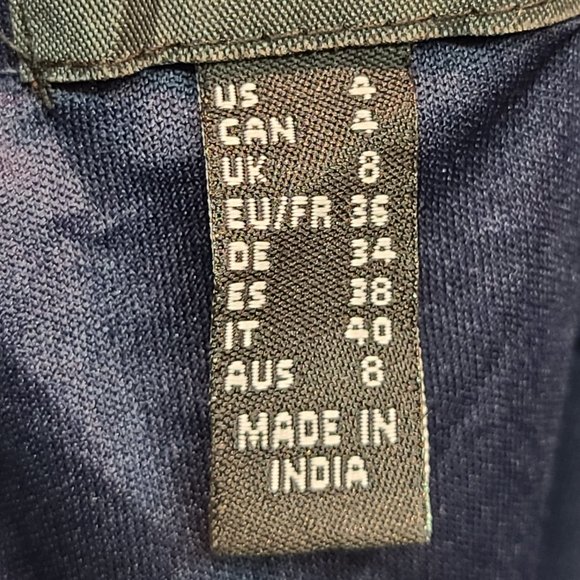 US 4
CAN 4
UK 8
EU/FR 36
DE 34
ES 38
IT 40
AUS 8
MADE IN
INDIA